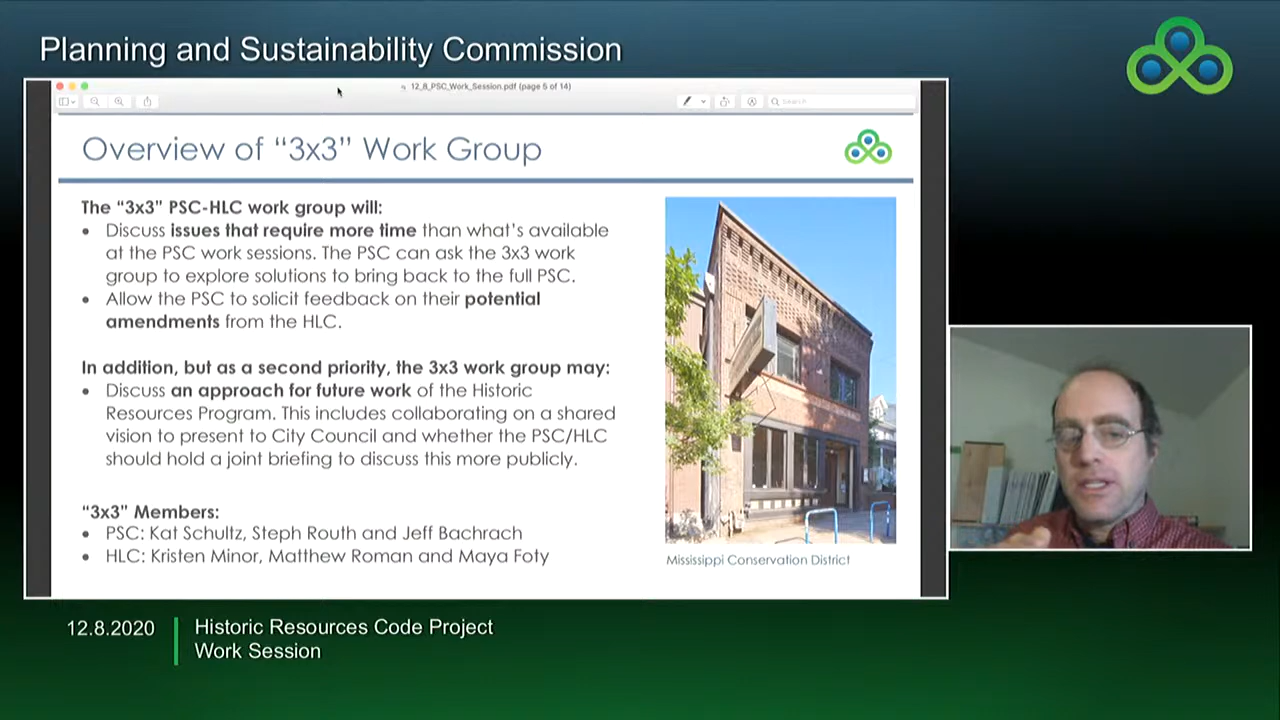 Planning and Sustainability Commission
12_8_PSC_Work_Session.pdf (page 5 of 14)
Search
Overview of “3x3” Work Group
The “3x3” PSC-HLC work group will:
• Discuss issues that require more time than what’s available
at the PSC work sessions. The PSC can ask the 3x3 work
group to explore solutions to bring back to the full PSC.
• Allow the PSC to solicit feedback on their potential
amendments from the HLC.
In addition, but as a second priority, the 3x3 work group may:
• Discuss an approach for future work of the Historic
Resources Program. This includes collaborating on a shared
vision to present to City Council and whether the PSC/HLC
should hold a joint briefing to discuss this more publicly.
“3x3” Members:
• PSC: Kat Schultz, Steph Routh and Jeff Bachrach
• HLC: Kristen Minor, Matthew Roman and Maya Foty
Mississippi Conservation District
12.8.2020
Historic Resources Code Project
Work Session